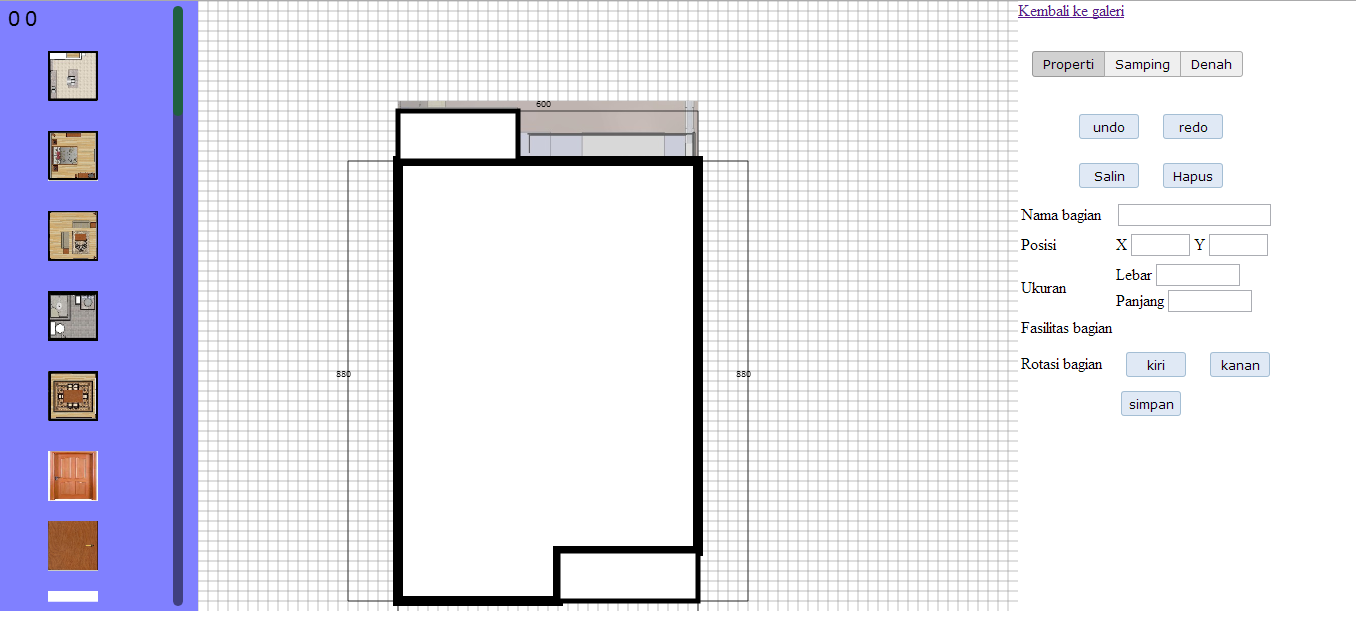 0 0
600
880
880
Kembali ke galeri
Properti Samping Denah
undo redo
Salin Hapus
Nama bagian
Posisi X Y
Ukuran Lebar
Panjang
Fasilitas bagian
Rotasi bagian kiri kanan
simpan